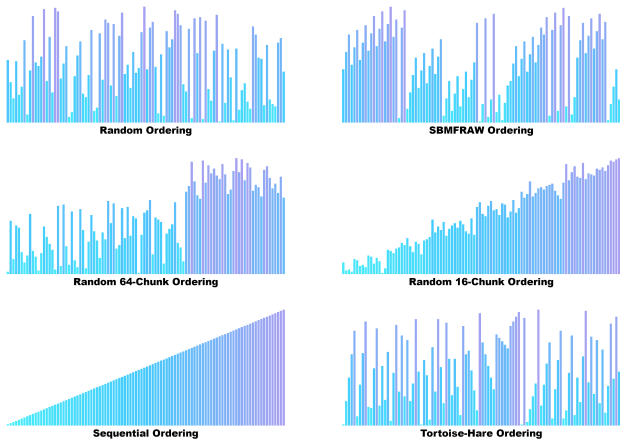 Random Ordering
SBMFRAW Ordering
Random 64-Chunk Ordering
Random 16-Chunk Ordering
Sequential Ordering
Tortoise-Hare Ordering